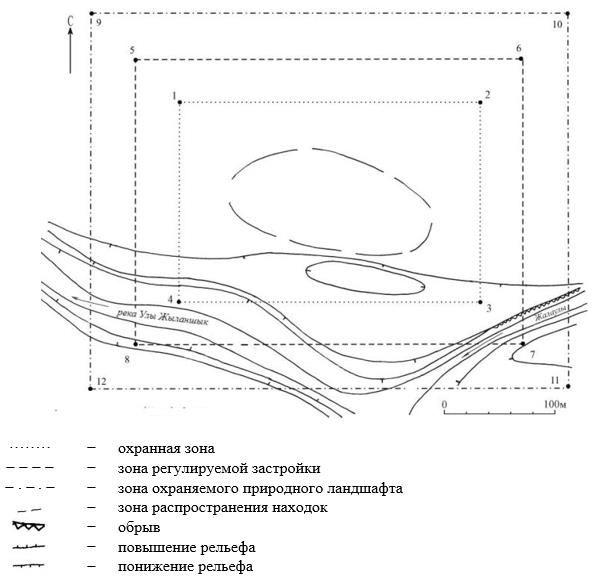 С
9
10
5
6
1
2
4
3
река Улы Жыланшык
Жалаулы
8
7
12
11
0 100м
– охранная зона
– зона регулируемой застройки
– зона охраняемого природного ландшафта
– зона распространения находок
– обрыв
– повышение рельефа
– понижение рельефа